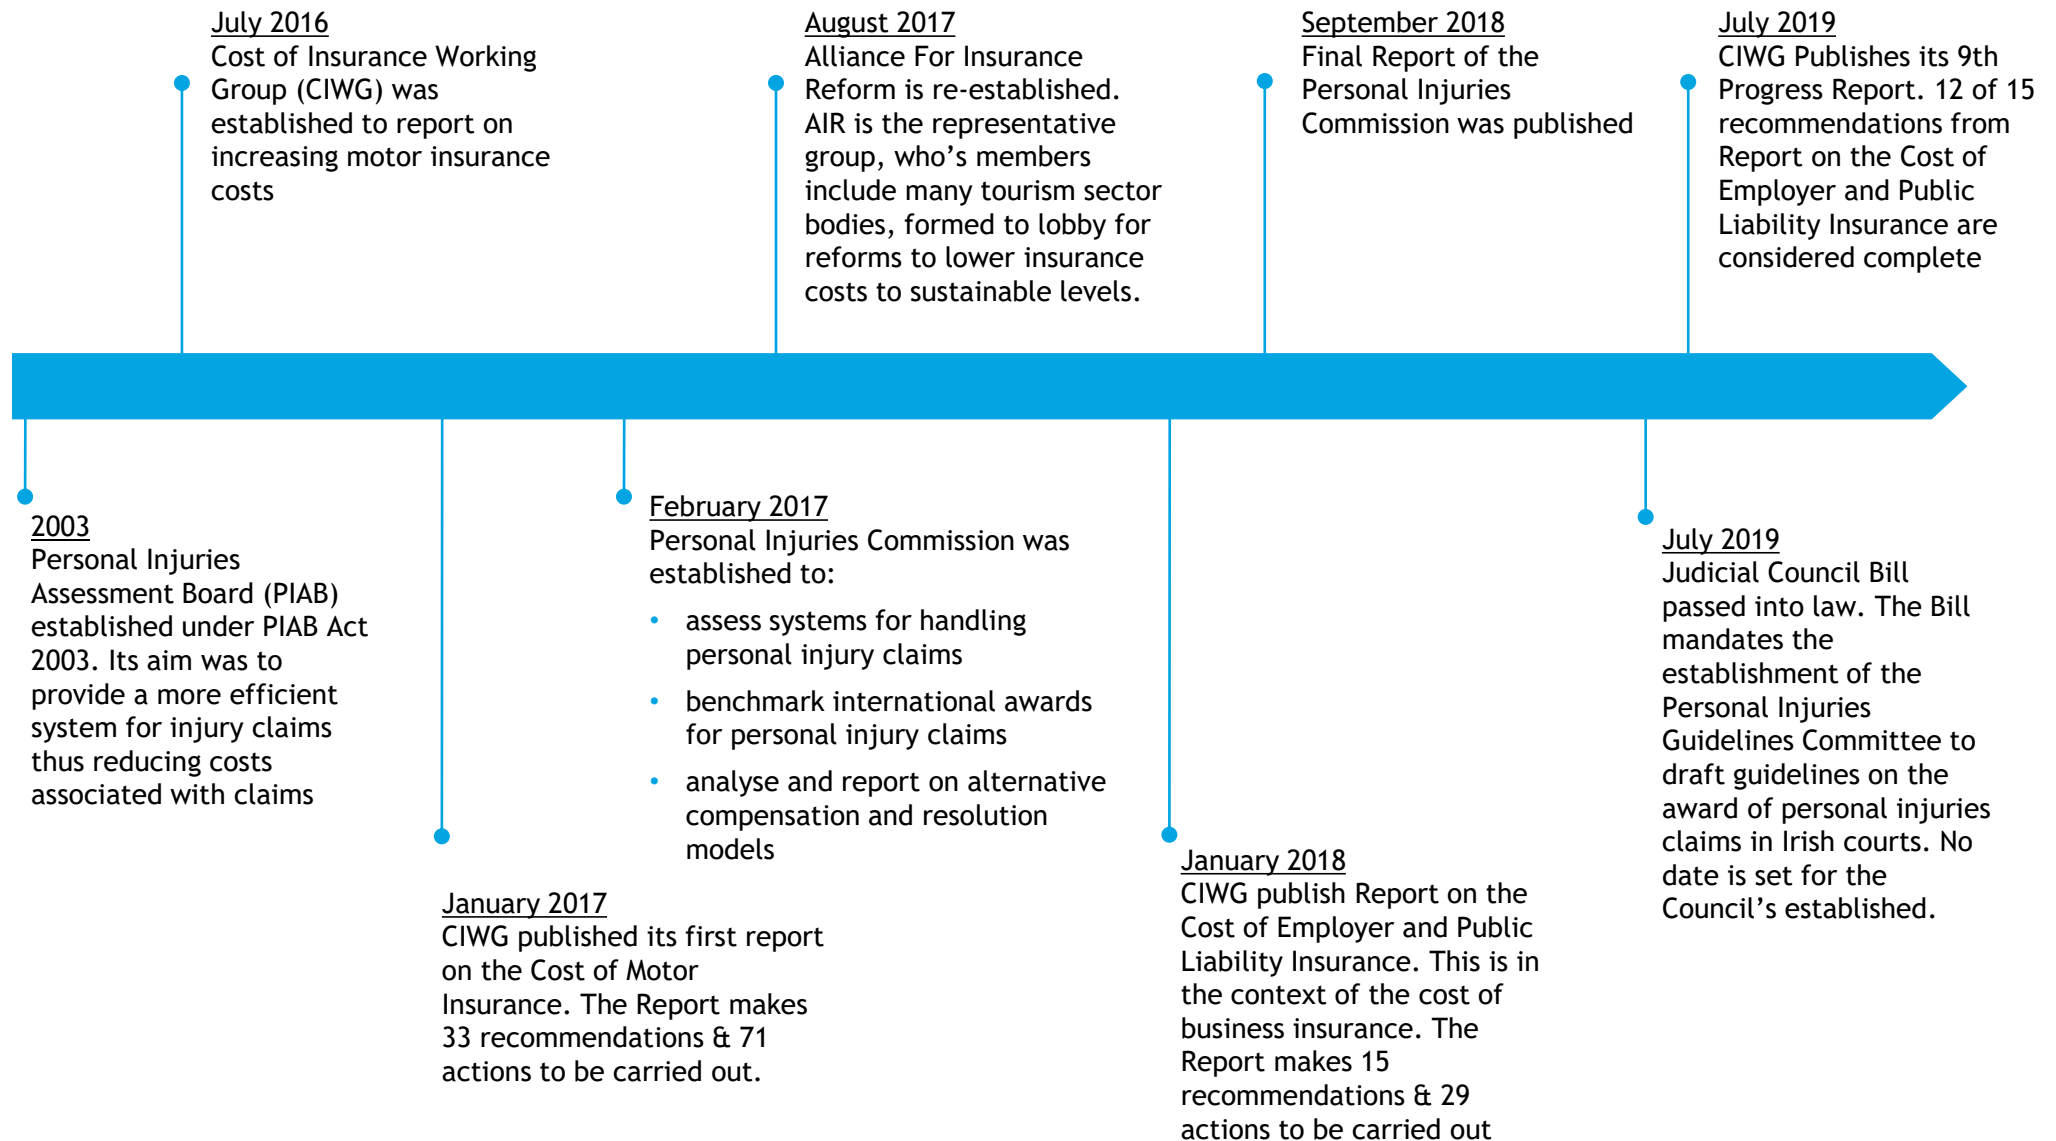 July 2016
Cost of Insurance Working
Group (CIWG) was
established to report on
increasing motor insurance
costs
August 2017
Alliance For Insurance
Reform is re-established.
AIR is the representative
group, who’s members
include many tourism sector
bodies, formed to lobby for
reforms to lower insurance
costs to sustainable levels.
September 2018
Final Report of the
Personal Injuries
Commission was published
July 2019
CIWG Publishes its 9th
Progress Report. 12 of 15
recommendations from
Report on the Cost of
Employer and Public
Liability Insurance are
considered complete
2003
Personal Injuries
Assessment Board (PIAB)
established under PIAB Act
2003. Its aim was to
provide a more efficient
system for injury claims
thus reducing costs
associated with claims
January 2017
CIWG published its first report
on the Cost of Motor
Insurance. The Report makes
33 recommendations & 71
actions to be carried out.
February 2017
Personal Injuries Commission was
established to:
• assess systems for handling
personal injury claims
• benchmark international awards
for personal injury claims
• analyse and report on alternative
compensation and resolution
models
January 2018
CIWG publish Report on the
Cost of Employer and Public
Liability Insurance. This is in
the context of the cost of
business insurance. The
Report makes 15
recommendations & 29
actions to be carried out
July 2019
Judicial Council Bill
passed into law. The Bill
mandates the
establishment of the
Personal Injuries
Guidelines Committee to
draft guidelines on the
award of personal injuries
claims in Irish courts. No
date is set for the
Council’s established.